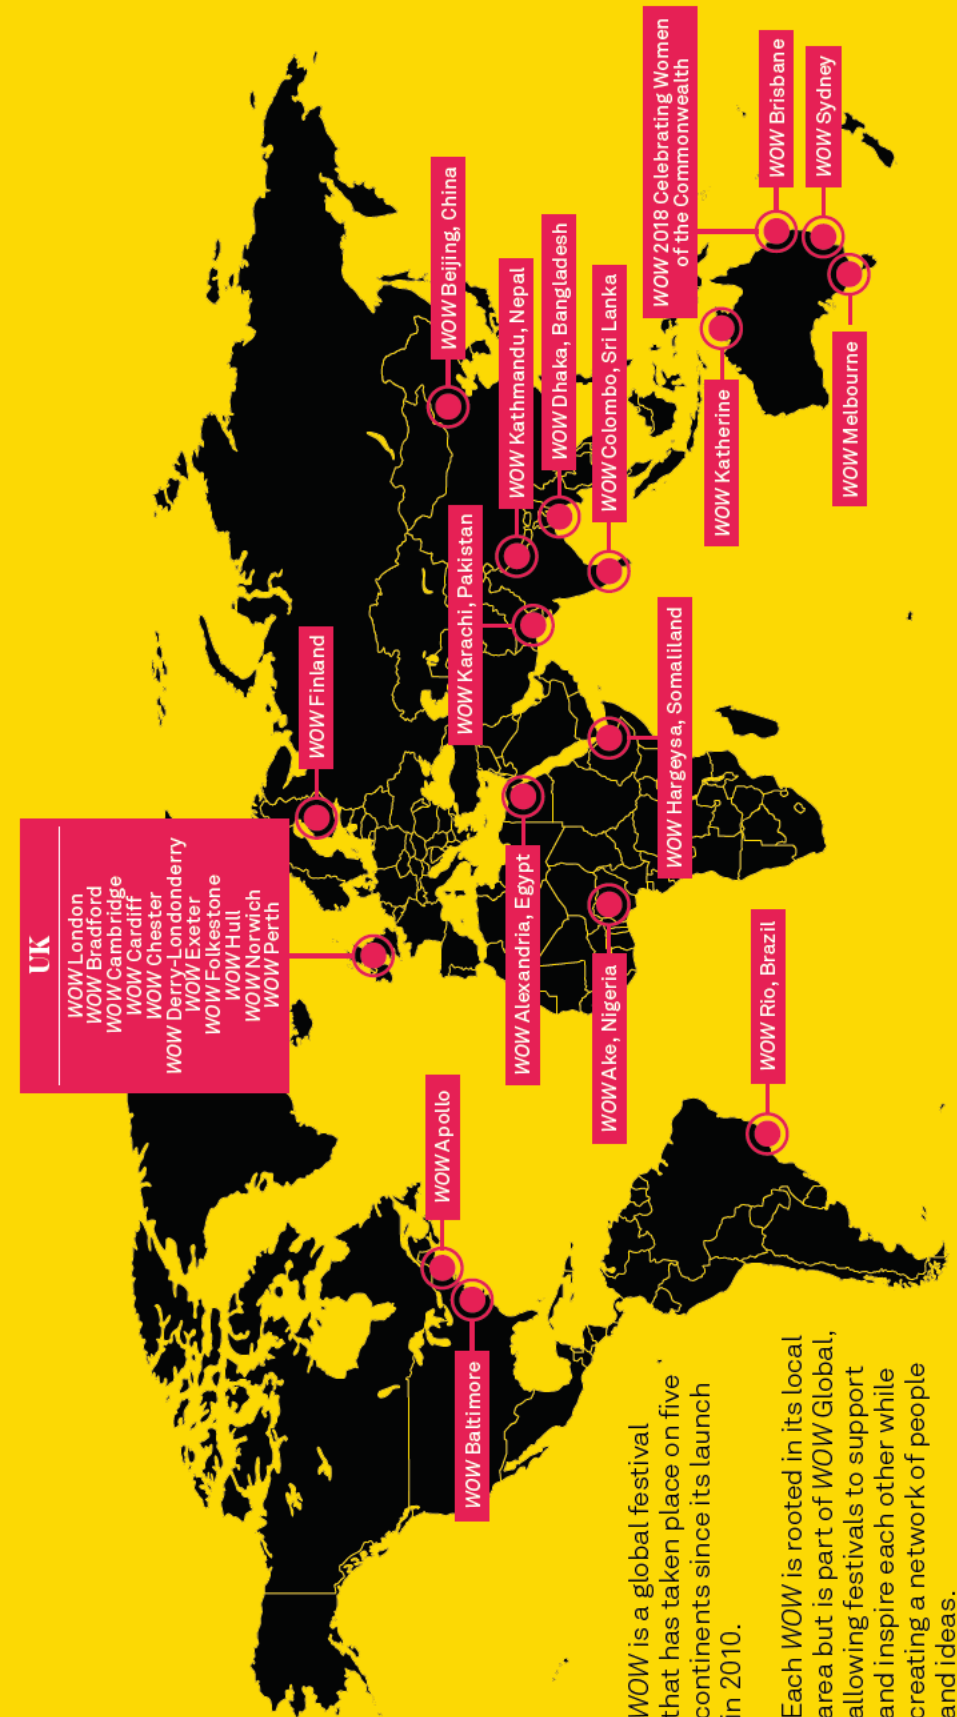 UK
WOW London
WOW Bradford
WOW Cambridge
WOW Cardiff
WOW Chester
WOW Derry-Londonderry
WOW Exeter
WOW Folkestone
WOW Hull
WOW Norwich
WOW Perth
WOW Finland
WOW Apollo
WOW Baltimore
WOW Beijing, China
WOW Karachi, Pakistan
WOW Kathmandu, Nepal
WOW Dhaka, Bangladesh
WOW Colombo, Sri Lanka
WOW Alexandria, Egypt
WOW Ake, Nigeria
WOW Hargeysa, Somaliland
WOW Rio, Brazil
WOW 2018 Celebrating Women
of the Commonwealth
WOW Katherine
WOW Brisbane
WOW Sydney
WOW Melbourne
WOW is a global festival
that has taken place on five
continents since its launch
in 2010.
Each WOW is rooted in its local
area but is part of WOW Global,
allowing festivals to support
and inspire each other while
creating a network of people
and ideas.